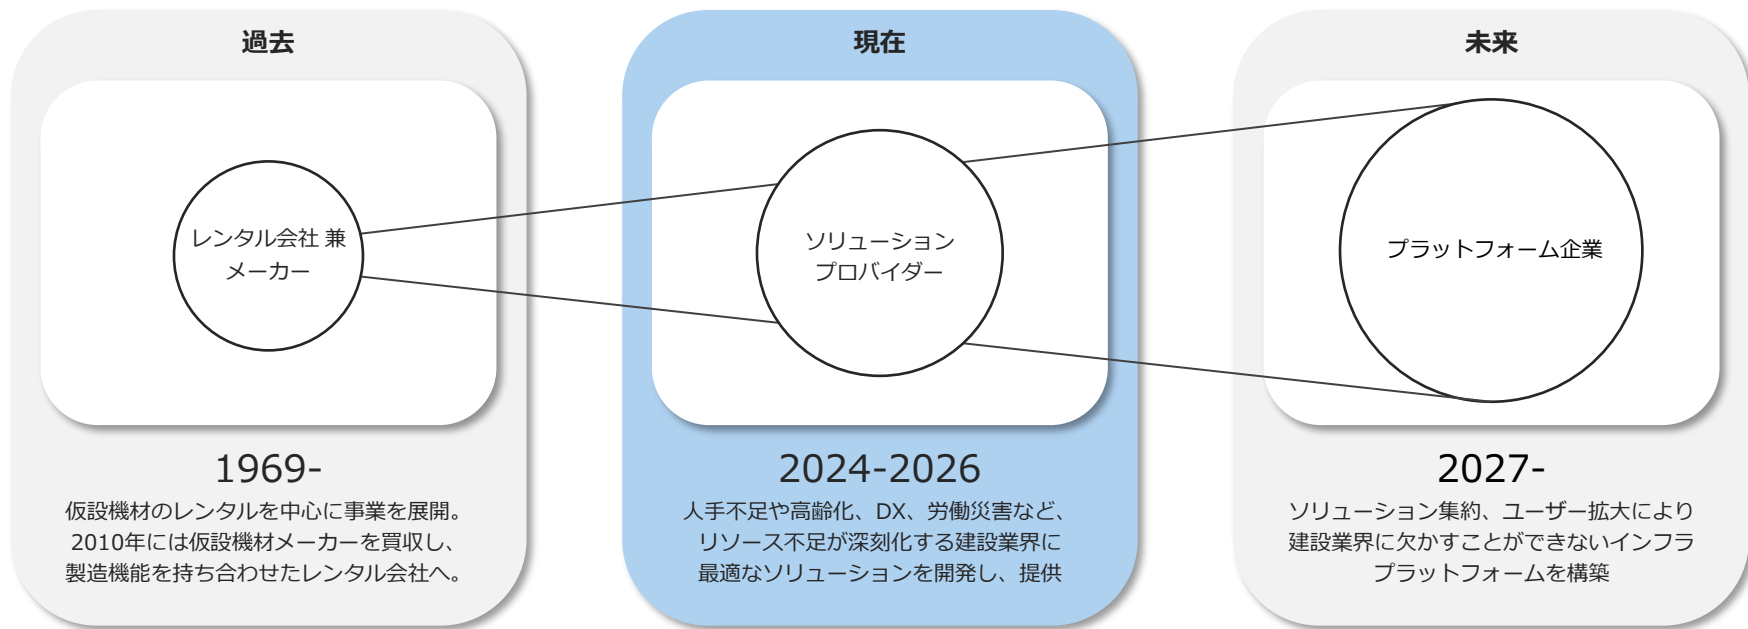 過去
レンタル会社 兼
メーカー
1969-
仮設機材のレンタルを中心に事業を展開。
2010年には仮設機材メーカーを買収し、
製造機能を持ち合わせたレンタル会社へ。
現在
ソリューション
プロバイダー
2024-2026
人手不足や高齢化、DX、労働災害など、
リソース不足が深刻化する建設業界に
最適なソリューションを開発し、提供
未来
プラットフォーム企業
2027-
ソリューション集約、ユーザー拡大により
建設業界に欠かすことができないインフラ
プラットフォームを構築